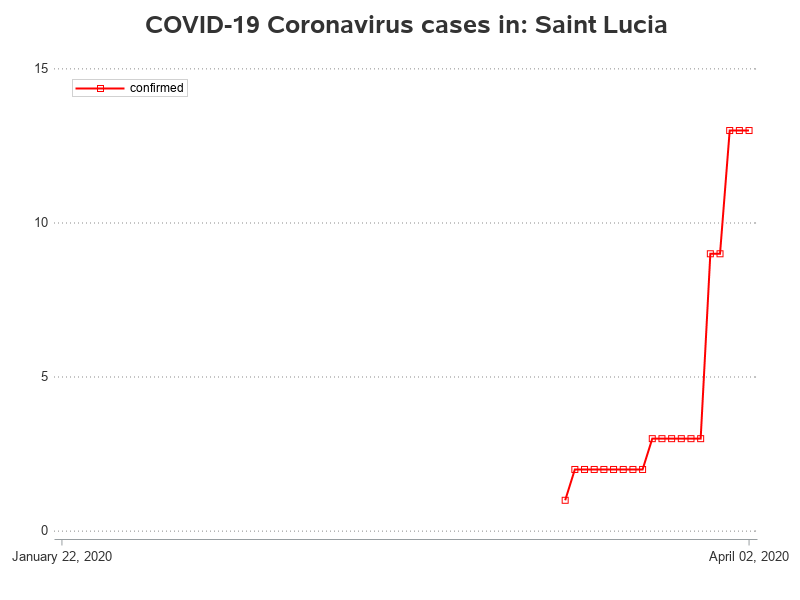 COVID-19 Coronavirus cases in: Saint Lucia
15
confirmed
10
5
0
January 22, 2020
April 02, 2020